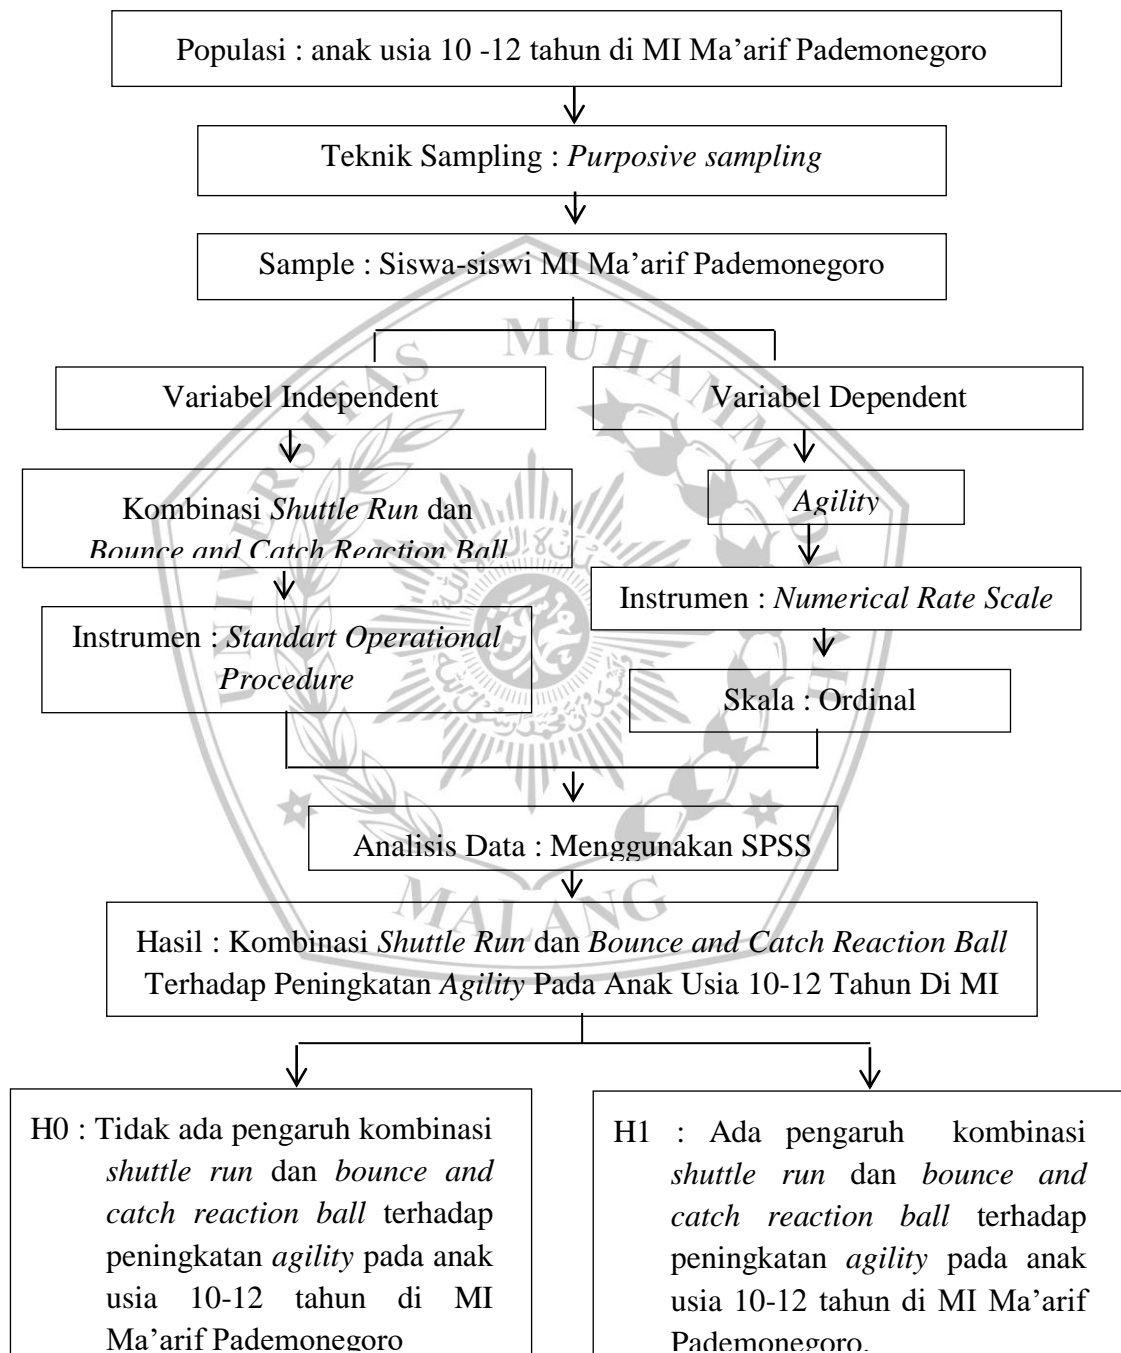 Populasi : anak usia 10 -12 tahun di MI Ma’arif Pademonegoro
Teknik Sampling : Purposive sampling
Sample : Siswa-siswi MI Ma’arif Pademonegoro
UNIVERSITAS MUHAMMADIYAH
MALANG
Variabel Independent
Variabel Dependent
Kombinasi Shuttle Run dan
Bounce and Catch Reaction Ball
Agility
Instrumen : Standart Operational
Procedure
Instrumen : Numerical Rate Scale
Skala : Ordinal
Analisis Data : Menggunakan SPSS
Hasil : Kombinasi Shuttle Run dan Bounce and Catch Reaction Ball
Terhadap Peningkatan Agility Pada Anak Usia 10-12 Tahun Di MI
H0 : Tidak ada pengaruh kombinasi
shuttle run dan bounce and
catch reaction ball terhadap
peningkatan agility pada anak
usia 10-12 tahun di MI
Ma’arif Pademonegoro
H1 : Ada pengaruh kombinasi
shuttle run dan bounce and
catch reaction ball terhadap
peningkatan agility pada anak
usia 10-12 tahun di MI Ma’arif
Pademonegoro.